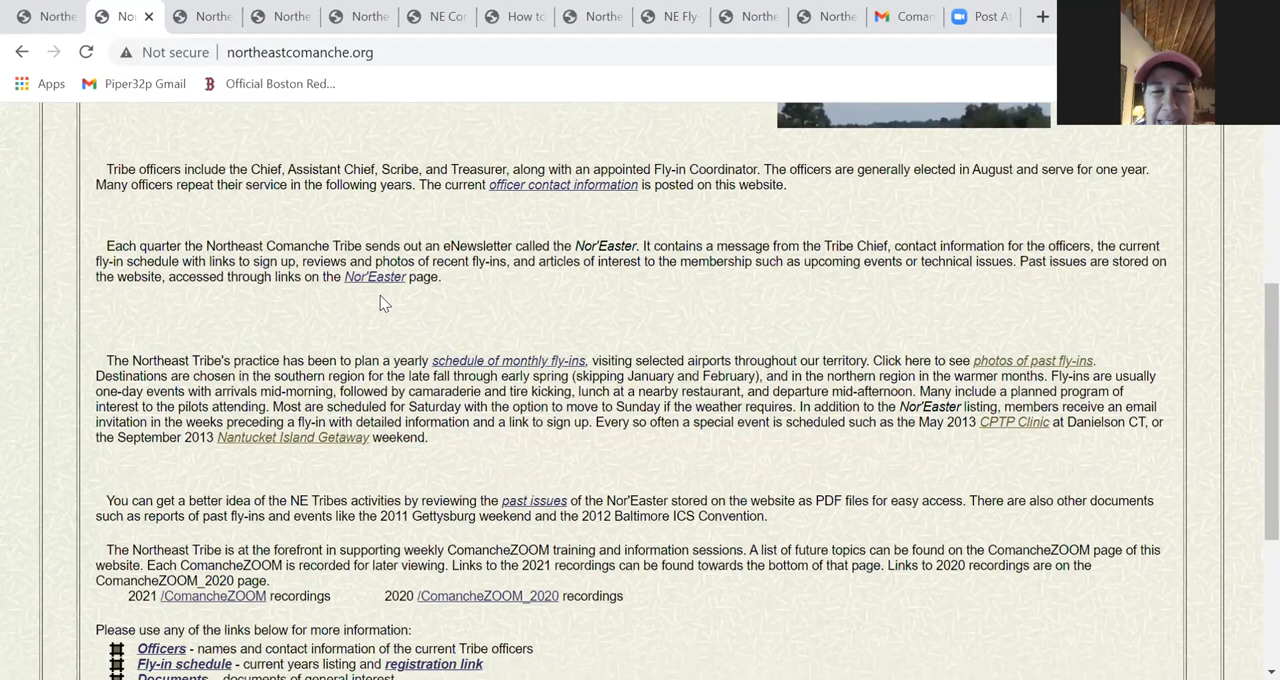 Northe
No
Northe
Northe
Northe
NE Cor
How to
Northe
NE Fly-
Northe
Northe
Coman
Post A
Not secure
northeastcomanche.org
Apps
Piper32p Gmail
Official Boston Red...
Tribe officers include the Chief, Assistant Chief, Scribe, and Treasurer, along with an appointed Fly-in Coordinator. The officers are generally elected in August and serve for one year.
Many officers repeat their service in the following years. The current officer contact information is posted on this website.
Each quarter the Northeast Comanche Tribe sends out an eNewsletter called the Nor'Easter. It contains a message from the Tribe Chief, contact information for the officers, the current
fly-in schedule with links to sign up, reviews and photos of recent fly-ins, and articles of interest to the membership such as upcoming events or technical issues. Past issues are stored on
the website, accessed through links on the Nor'Easter page.
The Northeast Tribe's practice has been to plan a yearly schedule of monthly fly-ins, visiting selected airports throughout our territory. Click here to see photos of past fly-ins.
Destinations are chosen in the southern region for the late fall through early spring (skipping January and February), and in the northern region in the warmer months. Fly-ins are usually
one-day events with arrivals mid-morning, followed by camaraderie and tire kicking, lunch at a nearby restaurant, and departure mid-afternoon. Many include a planned program of
interest to the pilots attending. Most are scheduled for Saturday with the option to move to Sunday if the weather requires. In addition to the Nor'Easter listing, members receive an email
invitation in the weeks preceding a fly-in with detailed information and a link to sign up. Every so often a special event is scheduled such as the May 2013 CPTP Clinic at Danielson CT, or
the September 2013 Nantucket Island Getaway weekend.
You can get a better idea of the NE Tribes activities by reviewing the past issues of the Nor'Easter stored on the website as PDF files for easy access. There are also other documents
such as reports of past fly-ins and events like the 2011 Gettysburg weekend and the 2012 Baltimore ICS Convention.
The Northeast Tribe is at the forefront in supporting weekly ComancheZOOM training and information sessions. A list of future topics can be found on the ComancheZOOM page of this
website. Each ComancheZOOM is recorded for later viewing. Links to the 2021 recordings can be found towards the bottom of that page. Links to 2020 recordings are on the
ComancheZOOM_2020 page.
2021 /ComancheZOOM recordings 2020 /ComancheZOOM_2020 recordings
Please use any of the links below for more information:
Officers - names and contact information of the current Tribe officers
Fly-in schedule - current years listing and registration link
Documents - documents of general interest